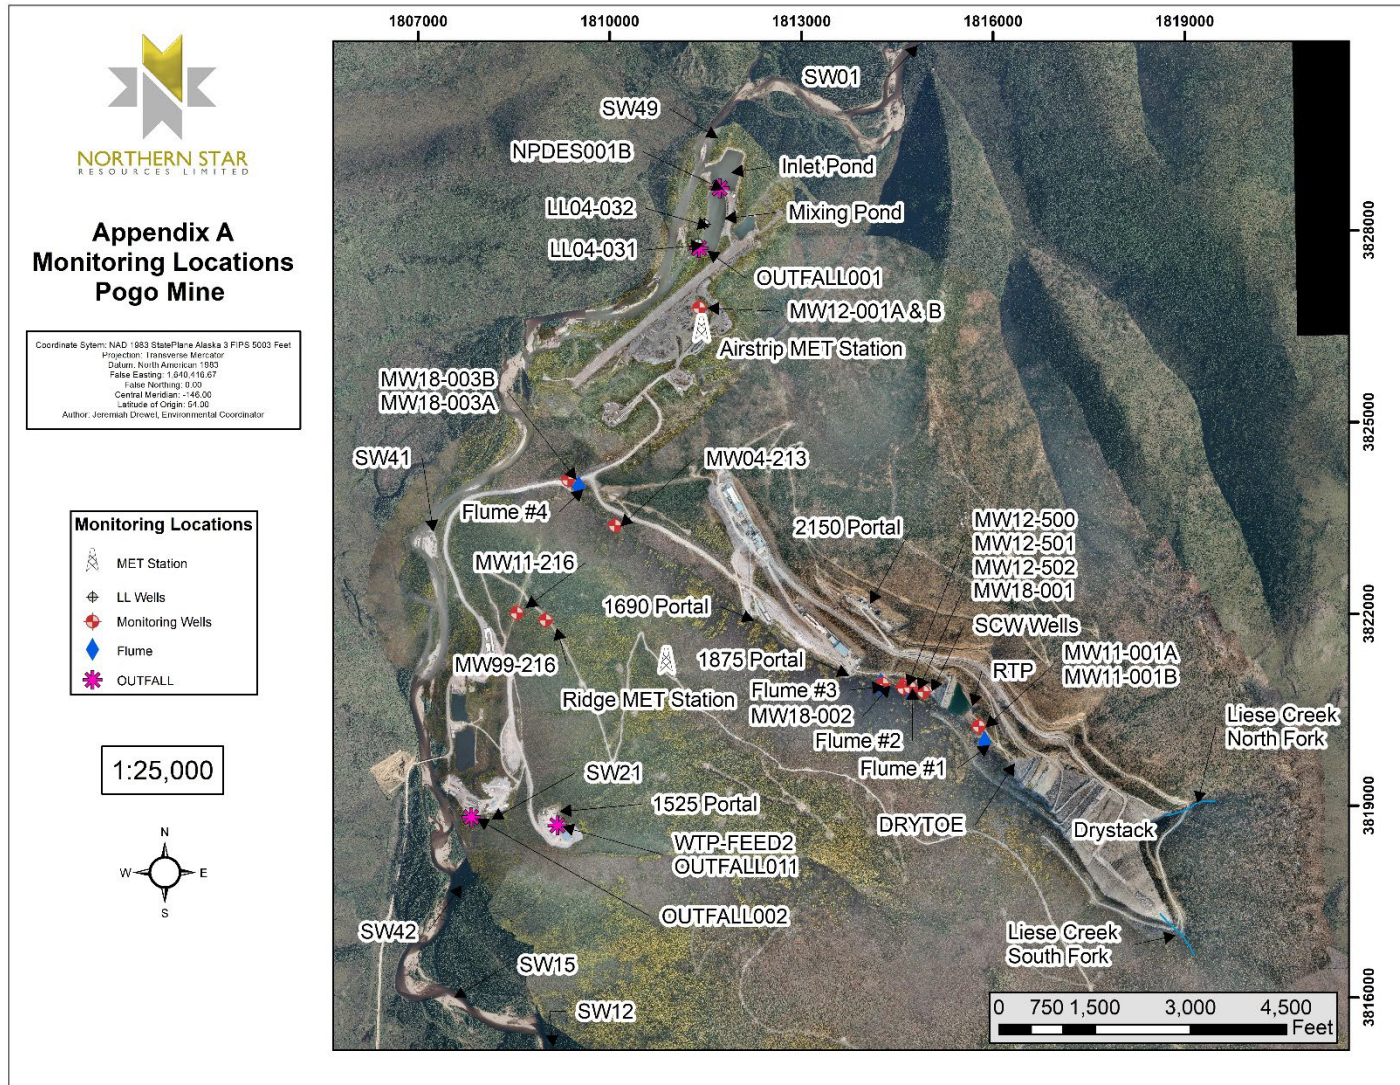 1807000
1810000
1813000
1816000
1819000
NORTHERN STAR
RESOURCES LIMITED
Appendix A
Monitoring Locations
Pogo Mine
Coordinate Sytem: NAD 1983 StatePlane Alaska 3 FIPS 5003 Feet
Projection: Transverse Mercator
Datum: North American 1983
False Easting: 1,640,416.67
False Northing: 0.00
Central Meridian: -146.00
Latitude of Origin: 54.00
Author: Jeremiah Drewel, Environmental Coordinator
Monitoring Locations
MET Station
LL Wells
Monitoring Wells
Flume
OUTFALL
1:25,000
N
W
E
S
SW01
SW49
NPDES001B
Inlet Pond
LL04-032
Mixing Pond
LL04-031
OUTFALL001
MW12-001A & B
Airstrip MET Station
MW18-003B
MW18-003A
SW41
MW04-213
Flume #4
2150 Portal
MW12-500
MW12-501
MW12-502
MW18-001
MW11-216
1690 Portal
SCW Wells
MW11-001A
MW11-001B
MW99-216
1875 Portal
RTP
Ridge MET Station
Flume #3
MW18-002
Flume #2
Flume #1
Liese Creek
North Fork
SW21
1525 Portal
DRYTOE
Drystack
WTP-FEED2
OUTFALL011
OUTFALL002
SW42
Liese Creek
South Fork
SW15
SW12
3828000
3825000
3822000
3819000
3816000
0 750 1,500 3,000 4,500
Feet